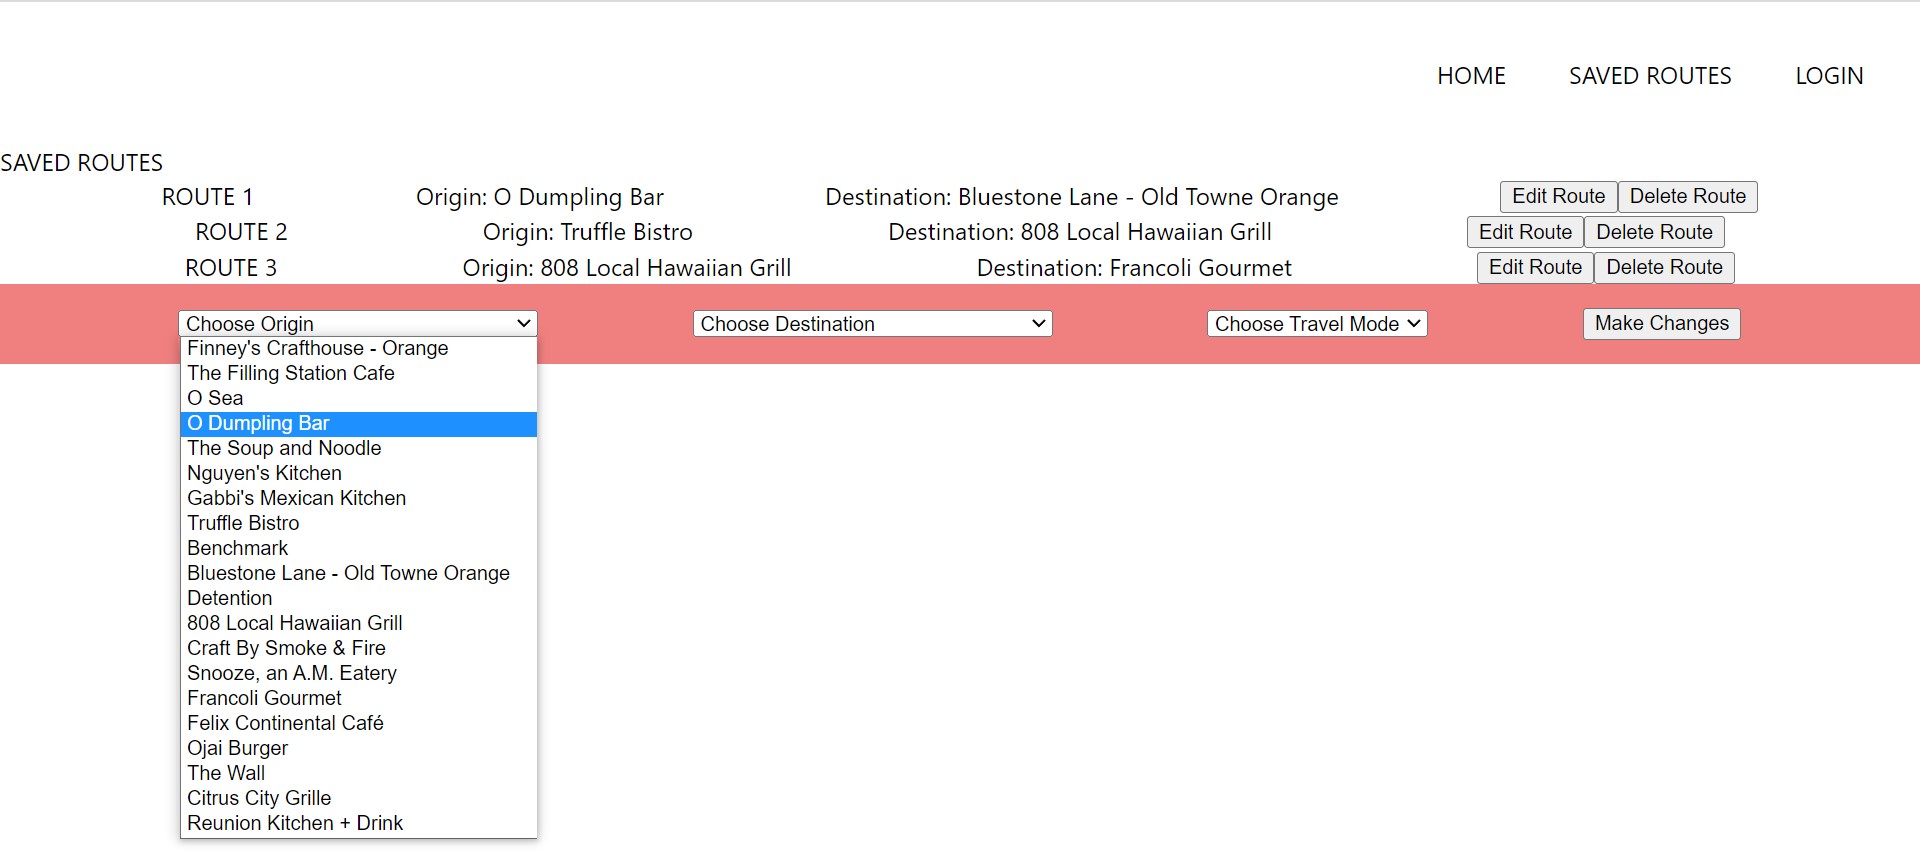 HOME SAVED ROUTES LOGIN
SAVED ROUTES
ROUTE 1 Origin: O Dumpling Bar Destination: Bluestone Lane - Old Towne Orange Edit Route Delete Route
ROUTE 2 Origin: Truffle Bistro Destination: 808 Local Hawaiian Grill Edit Route Delete Route
ROUTE 3 Origin: 808 Local Hawaiian Grill Destination: Francoli Gourmet Edit Route Delete Route
Choose Origin Choose Destination Choose Travel Mode Make Changes
Finney's Crafthouse - Orange
The Filling Station Cafe
O Sea
O Dumpling Bar
The Soup and Noodle
Nguyen's Kitchen
Gabbi's Mexican Kitchen
Truffle Bistro
Benchmark
Bluestone Lane - Old Towne Orange
Detention
808 Local Hawaiian Grill
Craft By Smoke & Fire
Snooze, an A.M. Eatery
Francoli Gourmet
Felix Continental Café
Ojai Burger
The Wall
Citrus City Grille
Reunion Kitchen + Drink